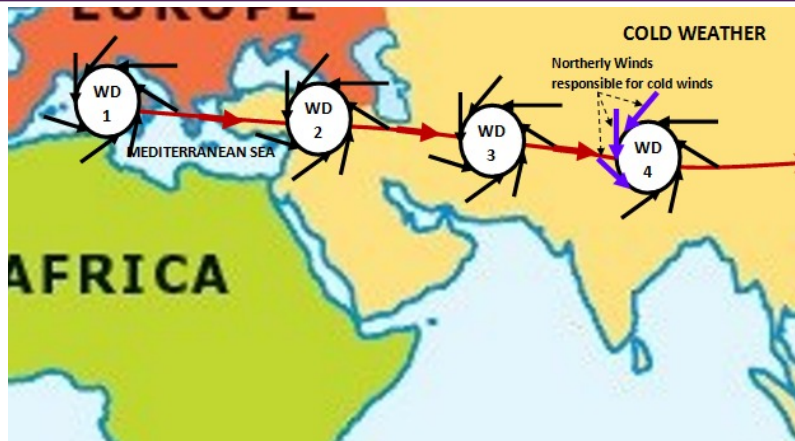 EUROPE
COLD WEATHER
Northerly Winds
responsible for cold winds
WD
1
WD
2
WD
3
WD
4
MEDITERRANEAN SEA
AFRICA